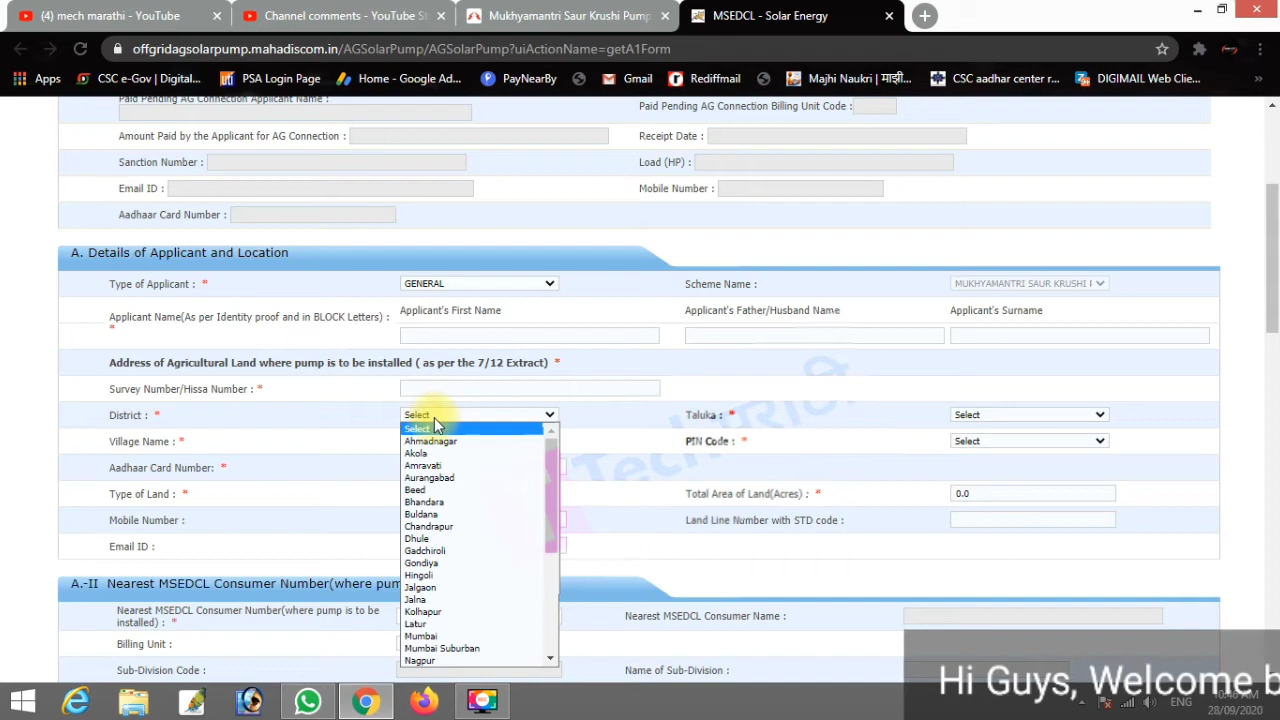 (4) mech marathi - YouTube
Channel comments - YouTube St
Mukhyamantri Saur Krushi Pump
MSEDCL - Solar Energy
offgridagsolarpump.mahadiscom.in/AGSolarPump/AGSolarPump?uiActionName=getA1Form
Apps
CSC e-Gov | Digital...
PSA Login Page
Home - Google Ad...
PayNearby
Gmail
Rediffmail
Majhi Naukri | माझी...
CSC aadhar center r...
DIGIMAIL Web Clie...
»
Paid Pending AG Connection Applicant Name :
Paid Pending AG Connection Billing Unit Code :
Amount Paid by the Applicant for AG Connection :
Receipt Date :
Sanction Number :
Load (HP) :
Email ID :
Mobile Number :
Aadhaar Card Number :
A. Details of Applicant and Location
Type of Applicant : *
GENERAL
Scheme Name :
MUKHYAMANTRI SAUR KRUSHI
Applicant Name(As per Identity proof and in BLOCK Letters) :
*
Applicant's First Name
Applicant's Father/Husband Name
Applicant's Surname
Address of Agricultural Land where pump is to be installed ( as per the 7/12 Extract) *
Survey Number/Hissa Number : *
District : *
Select
Taluka : *
Select
Village Name : *
PIN Code : *
Select
Aadhaar Card Number: *
Type of Land : *
Total Area of Land(Acres) : *
0.0
Mobile Number :
Land Line Number with STD code :
Email ID :
Select
Ahmadnagar
Akola
Amravati
Aurangabad
Beed
Bhandara
Buldana
Chandrapur
Dhule
Gadchiroli
Gondiya
Hingoli
Jalgaon
Jalna
Kolhapur
Latur
Mumbai
Mumbai Suburban
Nagpur
Techमराठी
A.-II Nearest MSEDCL Consumer Number(where pum
Nearest MSEDCL Consumer Number(where pump is to be
installed) : *
Nearest MSEDCL Consumer Name :
Billing Unit :
Sub-Division Code :
Name of Sub-Division :
Hi Guys, Welcome b
10:46 AM
ENG
28/09/2020